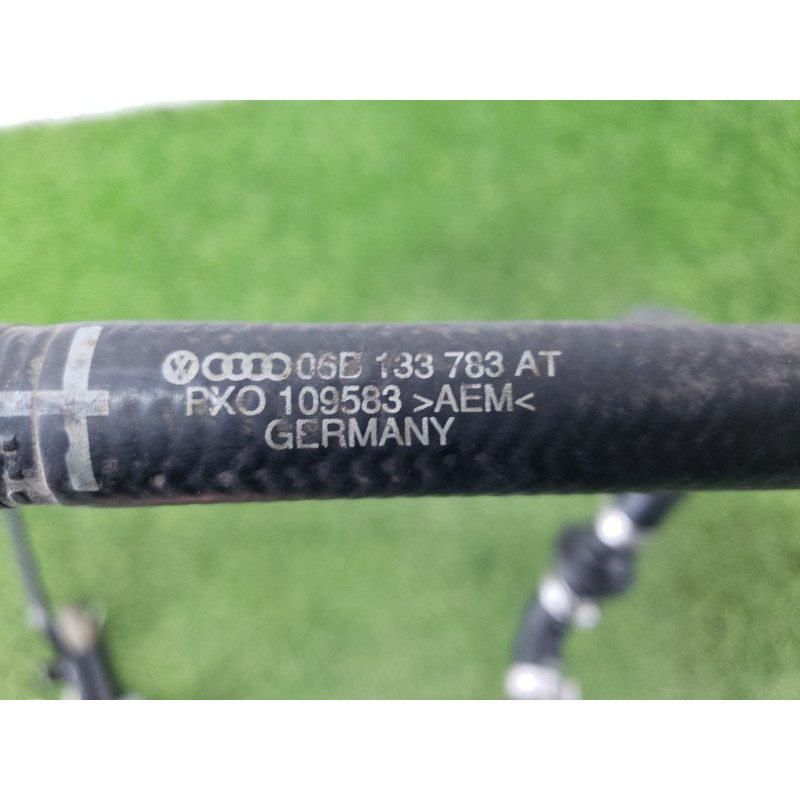 06B 133 783 AT
PXO 109583 >AEM<
GERMANY